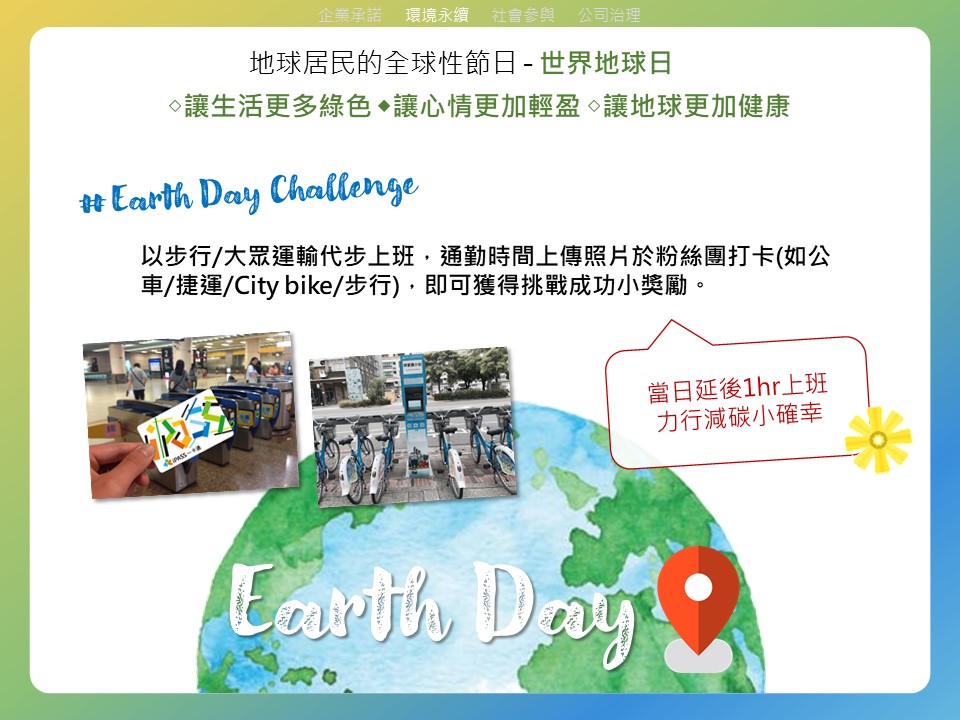 企業承諾 環境永續 社會參與 公司治理
地球居民的全球性節日 - 世界地球日
◇讓生活更多綠色 ◆讓心情更加輕盈 ◇讓地球更加健康
# Earth Day Challenge
以步行/大眾運輸代步上班，通勤時間上傳照片於粉絲團打卡(如公
車/捷運/City bike/步行)，即可獲得挑戰成功小獎勵。
當日延後1hr上班
力行減碳小確幸
iPASS 一卡通
Earth Day